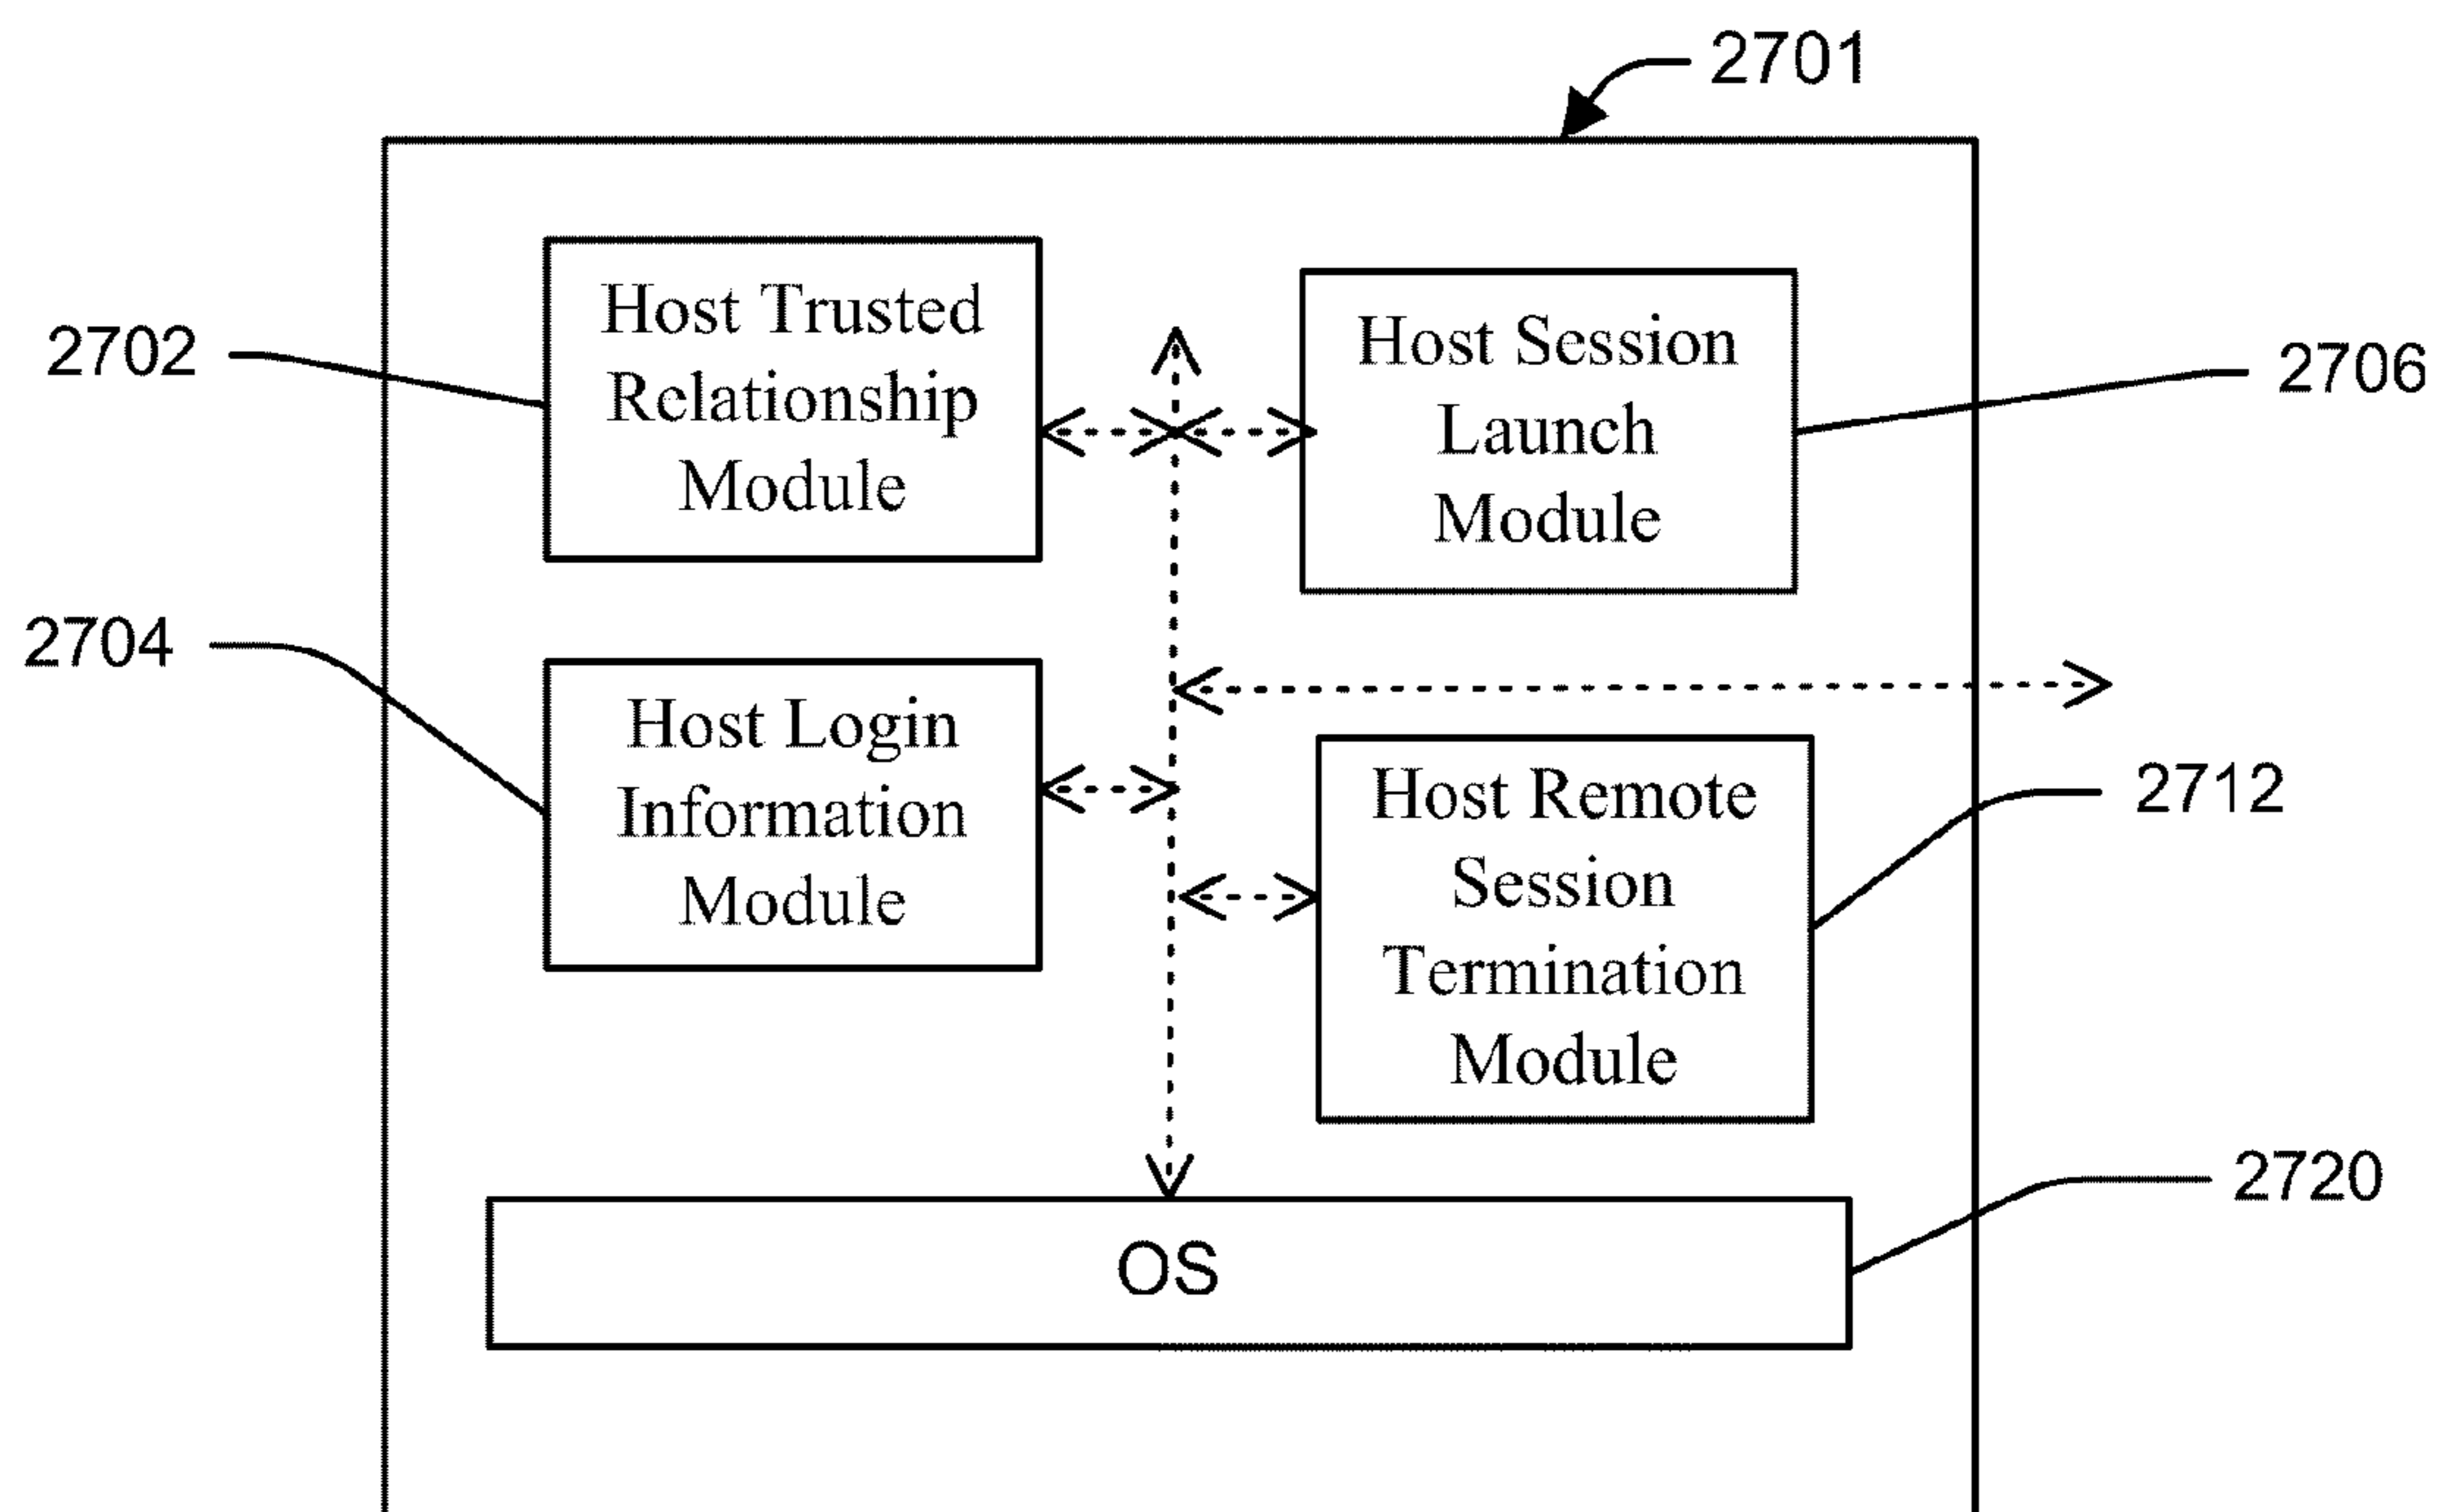 2701
Host Trusted
Relationship
Module
2702
Host Session
Launch
Module
2706
2704
Host Login
Information
Module
Host Remote
Session
Termination
Module
2712
2720
OS